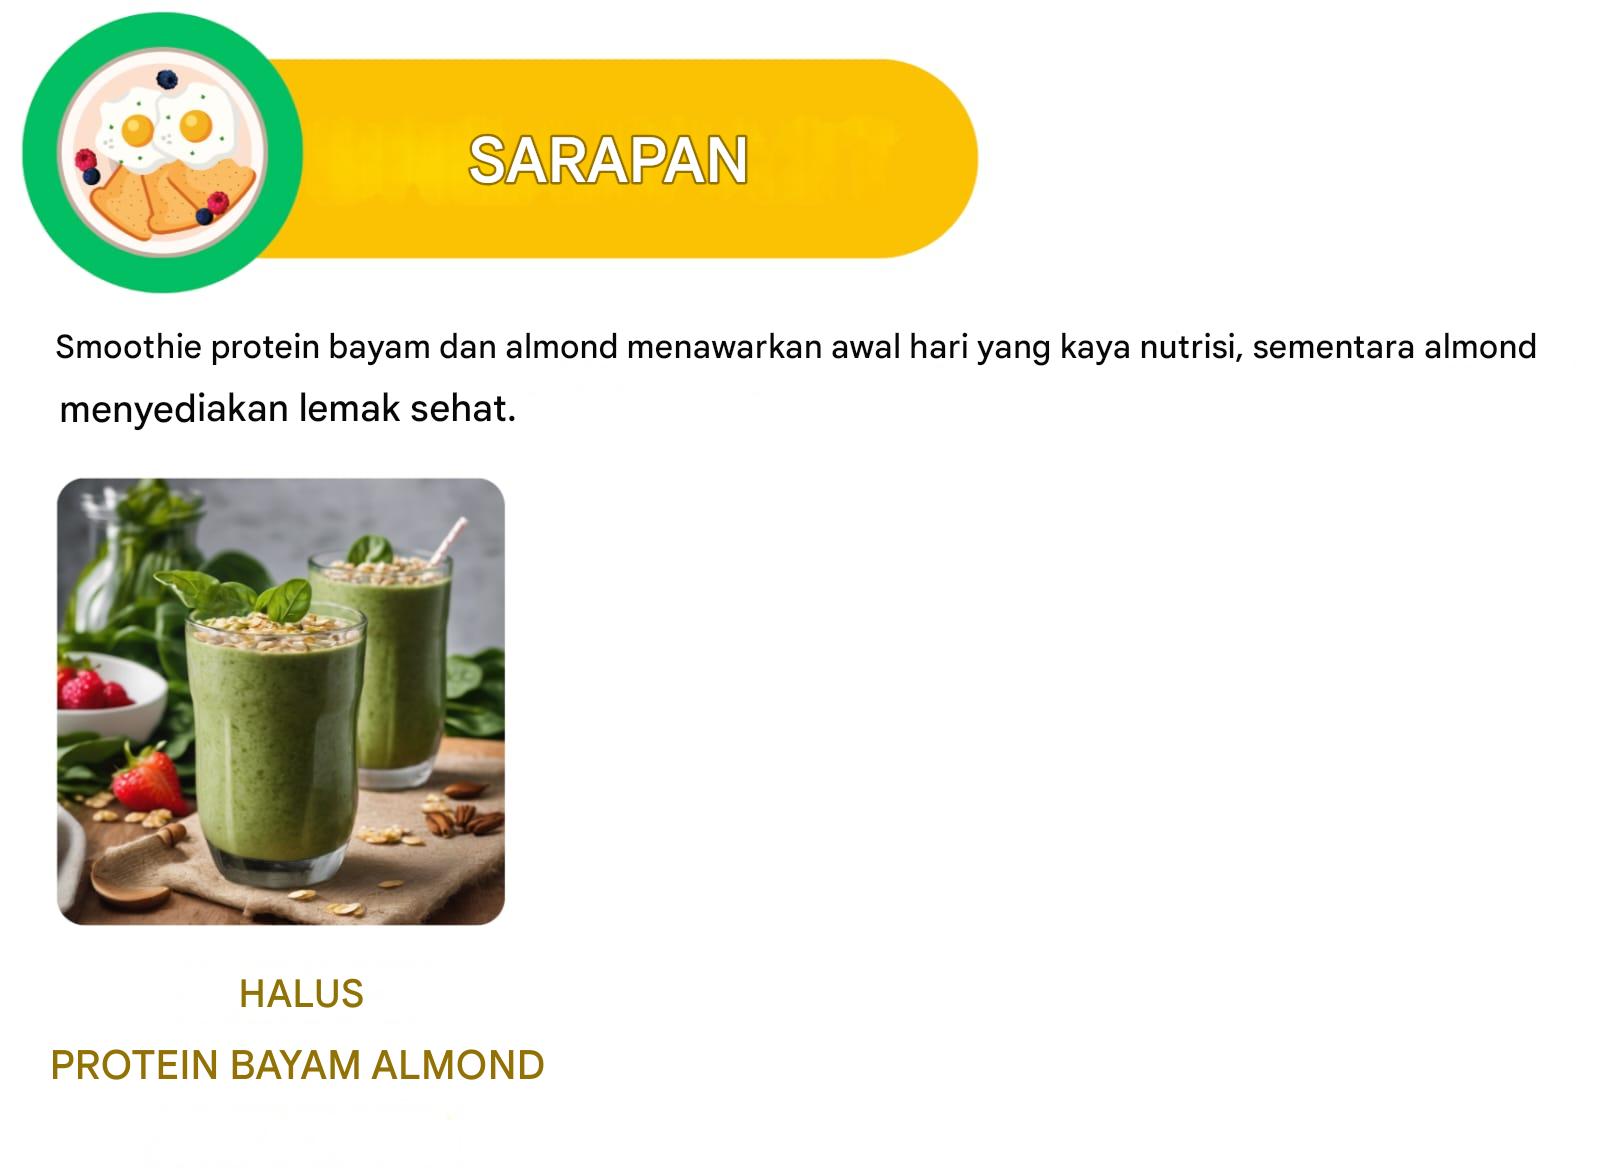 SARAPAN
Smoothie protein bayam dan almond menawarkan awal hari yang kaya nutrisi, sementara almond
menyediakan lemak sehat.
HALUS
PROTEIN BAYAM ALMOND